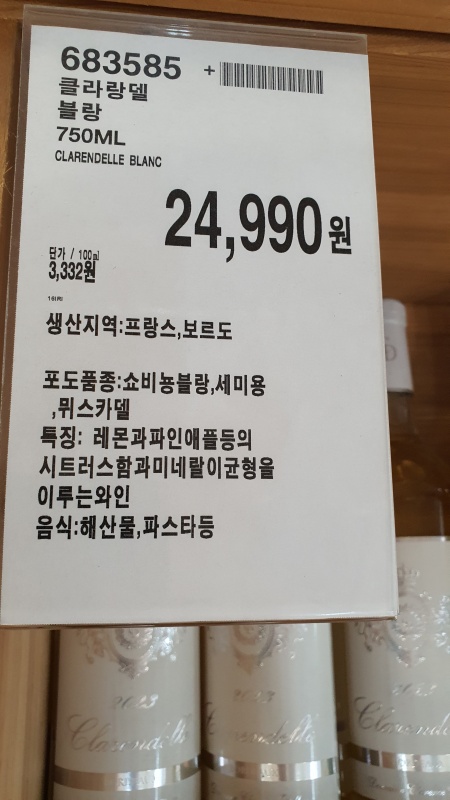 683585 +
클라랑델
블랑
750ML
CLARENDELLE BLANC
24,990원
단가 / 100㎖
3,332원
생산지역:프랑스,보르도
포도품종:쇼비뇽블랑,세미용
,뮈스카델
특징: 레몬과파인애플등의
시트러스함과미네랄이균형을
이루는와인
음식:해산물,파스타등
2023
2023
2023
Clarendelle
Clarendelle
Clarendelle